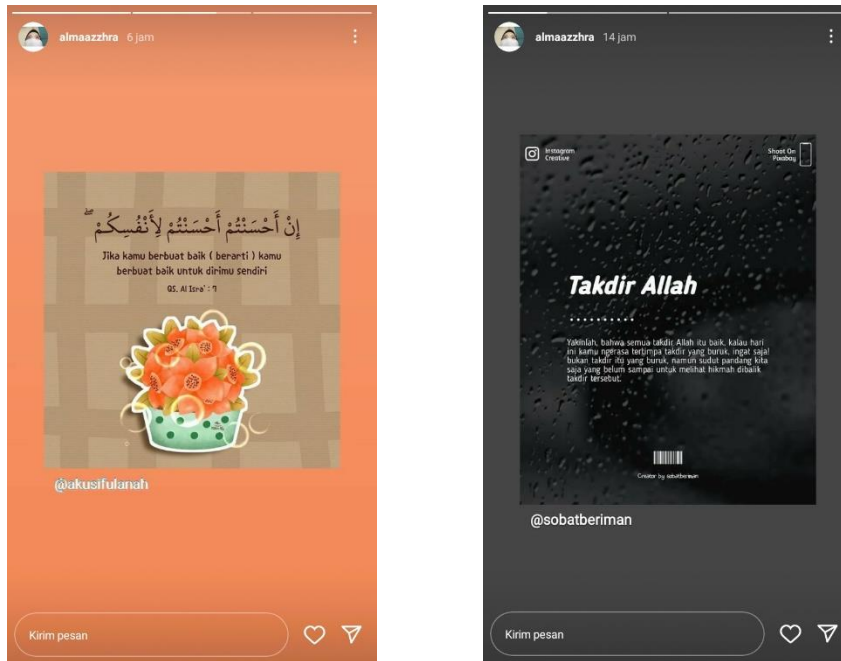 almaazzhra 6 jam
إِنْ أَحْسَنْتُمْ أَحْسَنْتُمْ لِأَنْفُسِكُمْ ۖ
Jika kamu berbuat baik ( berarti ) kamu
berbuat baik untuk dirimu sendiri
QS. Al Isra' : 7
@akusifulanah
Kirim pesan
almaazzhra 14 jam
Instagram
Creative
Shoot On
Pixabay
Takdir Allah
Yakinlah, bahwa semua takdir Allah itu baik, kalau hari
ini kamu ngerasa tertimpa takdir yang buruk, ingat saja!
bukan takdir itu yang buruk, namun sudut pandang kita
saja yang belum sampai untuk melihat hikmah dibalik
takdir tersebut.
Creator by sobatberiman
@sobatberiman
Kirim pesan